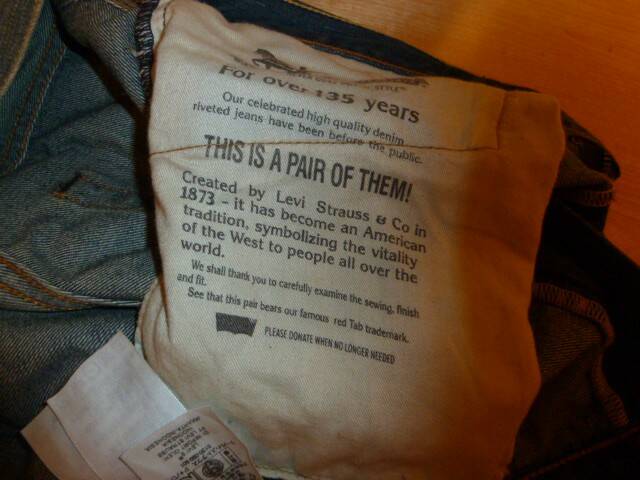 STYLE"
For over 135 years
Our celebrated high quality denim
riveted jeans have been before the public.
THIS IS A PAIR OF THEM!
Created by Levi Strauss & Co in
1873 - it has become an American
tradition, symbolizing the vitality
of the West to people all over the
world.
We shall thank you to carefully examine the sewing, finish
and fit.
See that this pair bears our famous red Tab trademark.
PLEASE DONATE WHEN NO LONGER NEEDED